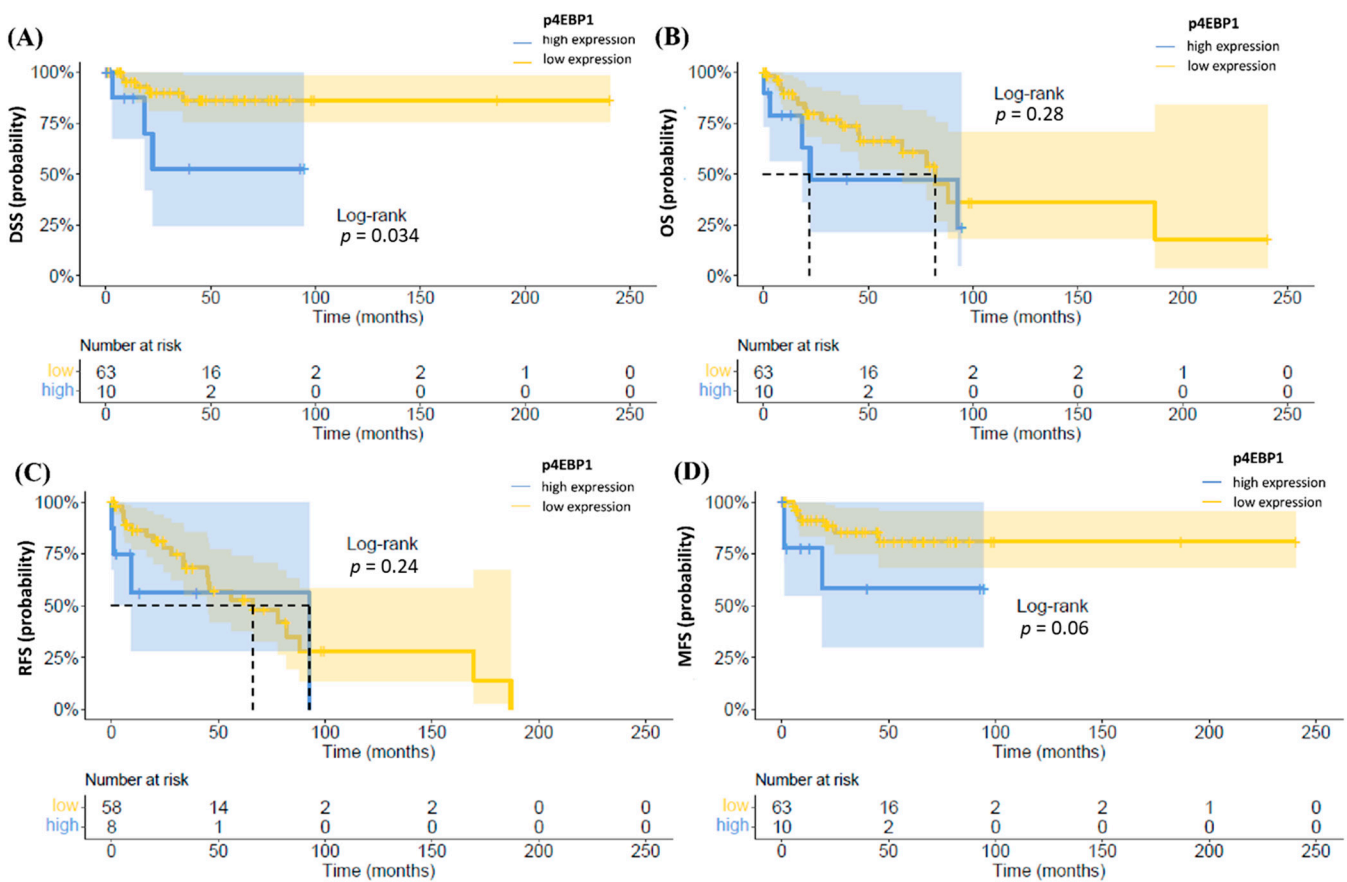 (A)
p4EBP1
high expression
low expression
DSS (probability)
100%
75%
50%
25%
0%
Log-rank
p = 0.034
0 50 100 150 200 250
Time (months)
Number at risk
low 63 16 2 2 1 0
high 10 2 0 0 0 0
0 50 100 150 200 250
Time (months)
(B)
p4EBP1
high expression
low expression
OS (probability)
100%
75%
50%
25%
0%
Log-rank
p = 0.28
0 50 100 150 200 250
Time (months)
Number at risk
low 63 16 2 2 1 0
high 10 2 0 0 0 0
0 50 100 150 200 250
Time (months)
(C)
p4EBP1
high expression
low expression
RFS (probability)
100%
75%
50%
25%
0%
Log-rank
p = 0.24
0 50 100 150 200 250
Time (months)
Number at risk
low 58 14 2 2 0 0
high 8 1 0 0 0 0
0 50 100 150 200 250
Time (months)
(D)
p4EBP1
high expression
low expression
MFS (probability)
100%
75%
50%
25%
0%
Log-rank
p = 0.06
0 50 100 150 200 250
Time (months)
Number at risk
low 63 16 2 2 1 0
high 10 2 0 0 0 0
0 50 100 150 200 250
Time (months)